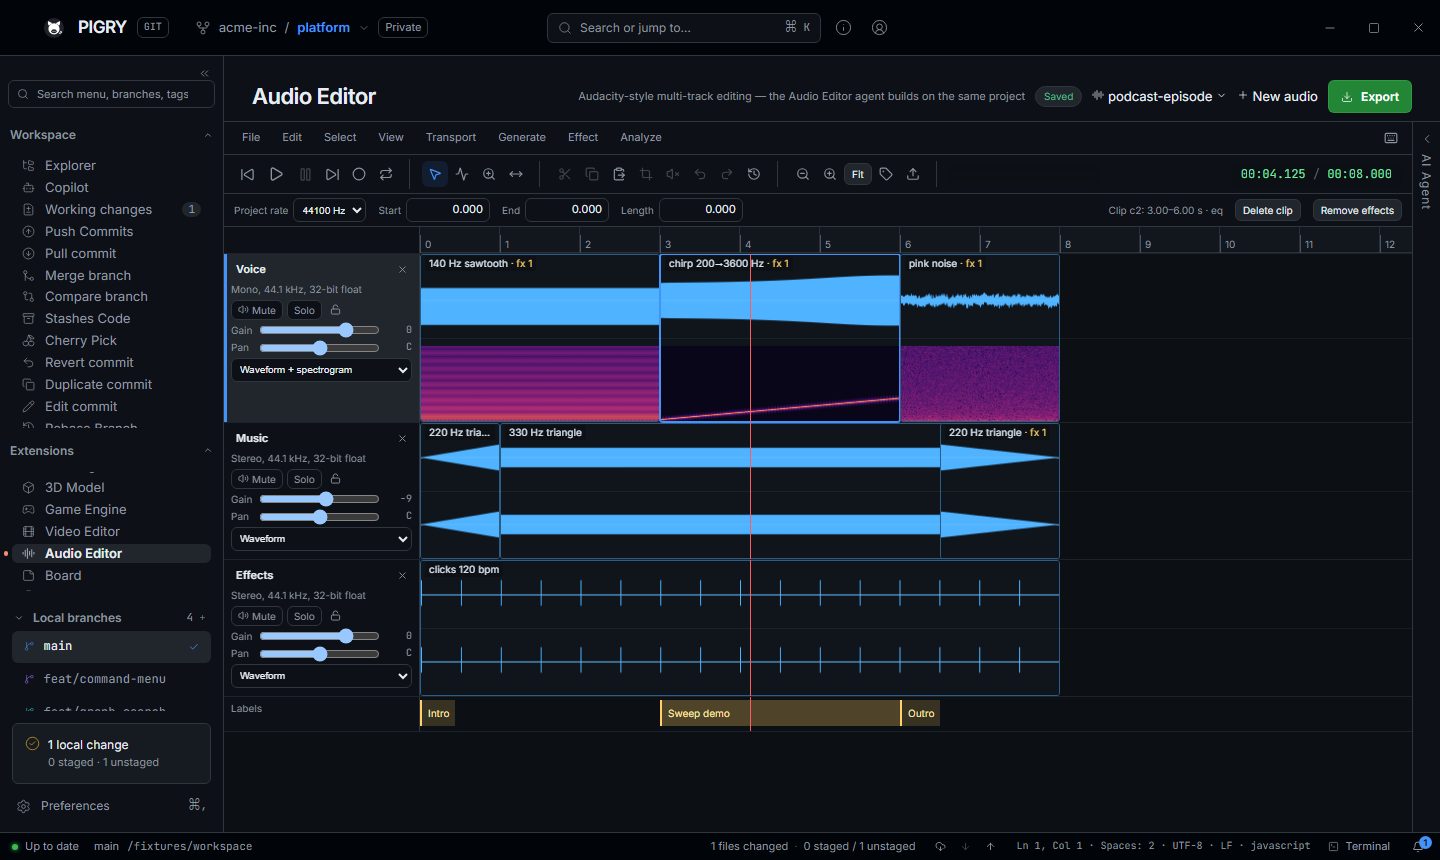 PIGRY GIT acme-inc / platform Private Search or jump to... ⌘ K
Search menu, branches, tags
Workspace
Explorer
Copilot
Working changes 1
Push Commits
Pull commit
Merge branch
Compare branch
Stashes Code
Cherry Pick
Revert commit
Duplicate commit
Edit commit
Rebase Branch
Extensions
3D Model
Game Engine
Video Editor
Audio Editor
Board
Local branches 4 +
main
feat/command-menu
1 local change
0 staged · 1 unstaged
Preferences ⌘,
Audio Editor
Audacity-style multi-track editing — the Audio Editor agent builds on the same project Saved podcast-episode + New audio Export
File Edit Select View Transport Generate Effect Analyze
Fit 00:04.125 / 00:08.000
Project rate 44100 Hz Start 0.000 End 0.000 Length 0.000 Clip c2: 3.00–6.00 s · eq Delete clip Remove effects
0 1 2 3 4 5 6 7 8 9 10 11 12
Voice
Mono, 44.1 kHz, 32-bit float
Mute Solo
Gain 0
Pan C
Waveform + spectrogram
140 Hz sawtooth · fx 1 chirp 200→3600 Hz · fx 1 pink noise · fx 1
Music
Stereo, 44.1 kHz, 32-bit float
Mute Solo
Gain -9
Pan C
Waveform
220 Hz tria... 330 Hz triangle 220 Hz triangle · fx 1
Effects
Stereo, 44.1 kHz, 32-bit float
Mute Solo
Gain 0
Pan C
Waveform
clicks 120 bpm
Labels Intro Sweep demo Outro
AI Agent
Up to date main /fixtures/workspace 1 files changed · 0 staged / 1 unstaged Ln 1, Col 1 · Spaces: 2 · UTF-8 · LF · javascript Terminal 1